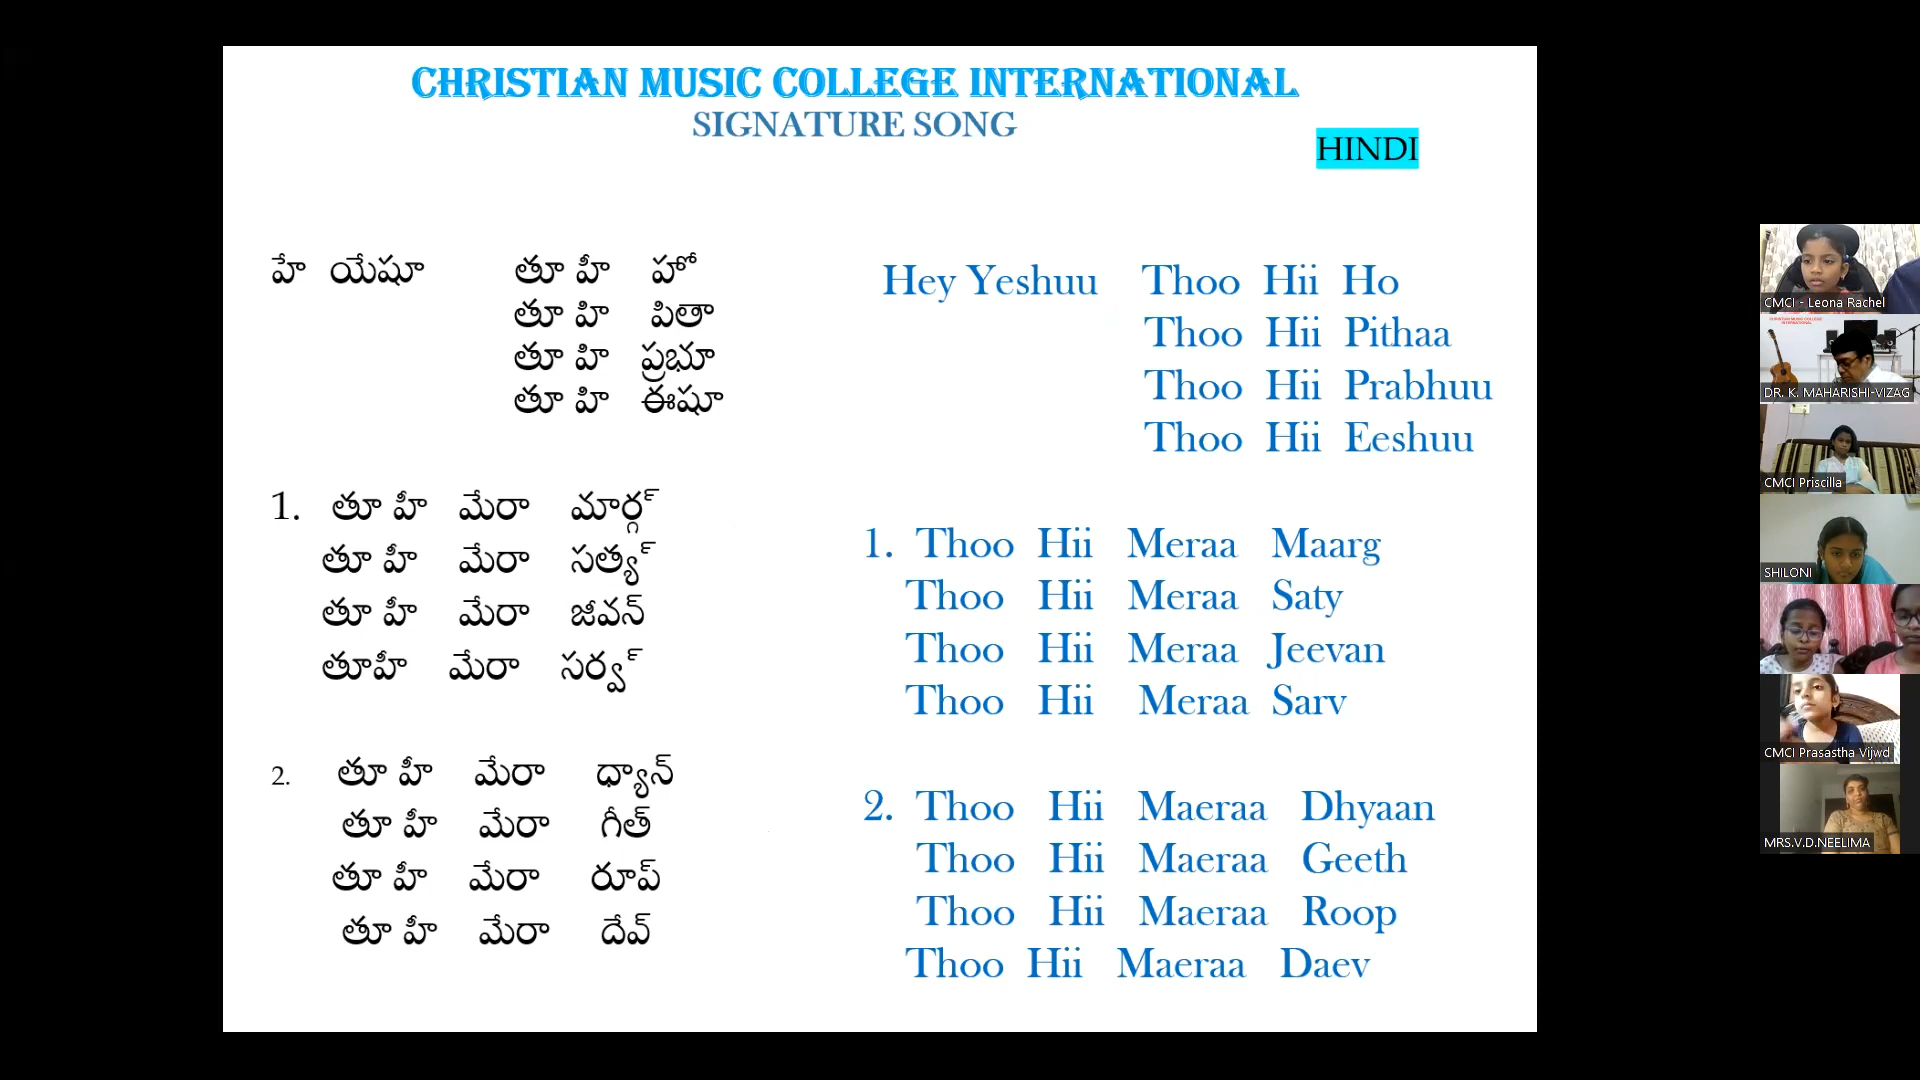 CHRISTIAN MUSIC COLLEGE INTERNATIONAL
SIGNATURE SONG
HINDI
హే యేషూ తూ హీ హో
తూ హి పితా
తూ హి ప్రభూ
తూ హి ఈషూ
1. తూ హీ మేరా మార్గ్
తూ హీ మేరా సత్య్
తూ హీ మేరా జీవన్
తూహీ మేరా సర్వ్
2. తూ హీ మేరా ధ్యాన్
తూ హీ మేరా గీత్
తూ హీ మేరా రూప్
తూ హీ మేరా దేవ్
Hey Yeshuu Thoo Hii Ho
Thoo Hii Pithaa
Thoo Hii Prabhuu
Thoo Hii Eeshuu
1. Thoo Hii Meraa Maarg
Thoo Hii Meraa Saty
Thoo Hii Meraa Jeevan
Thoo Hii Meraa Sarv
2. Thoo Hii Maeraa Dhyaan
Thoo Hii Maeraa Geeth
Thoo Hii Maeraa Roop
Thoo Hii Maeraa Daev
CMCI - Leona Rachel
CHRISTIAN MUSIC COLLEGE
INTERNATIONAL
DR. K. MAHARISHI-VIZAG
CMCI Priscilla
SHILONI
CMCI Prasastha Vijwd
MRS.V.D.NEELIMA